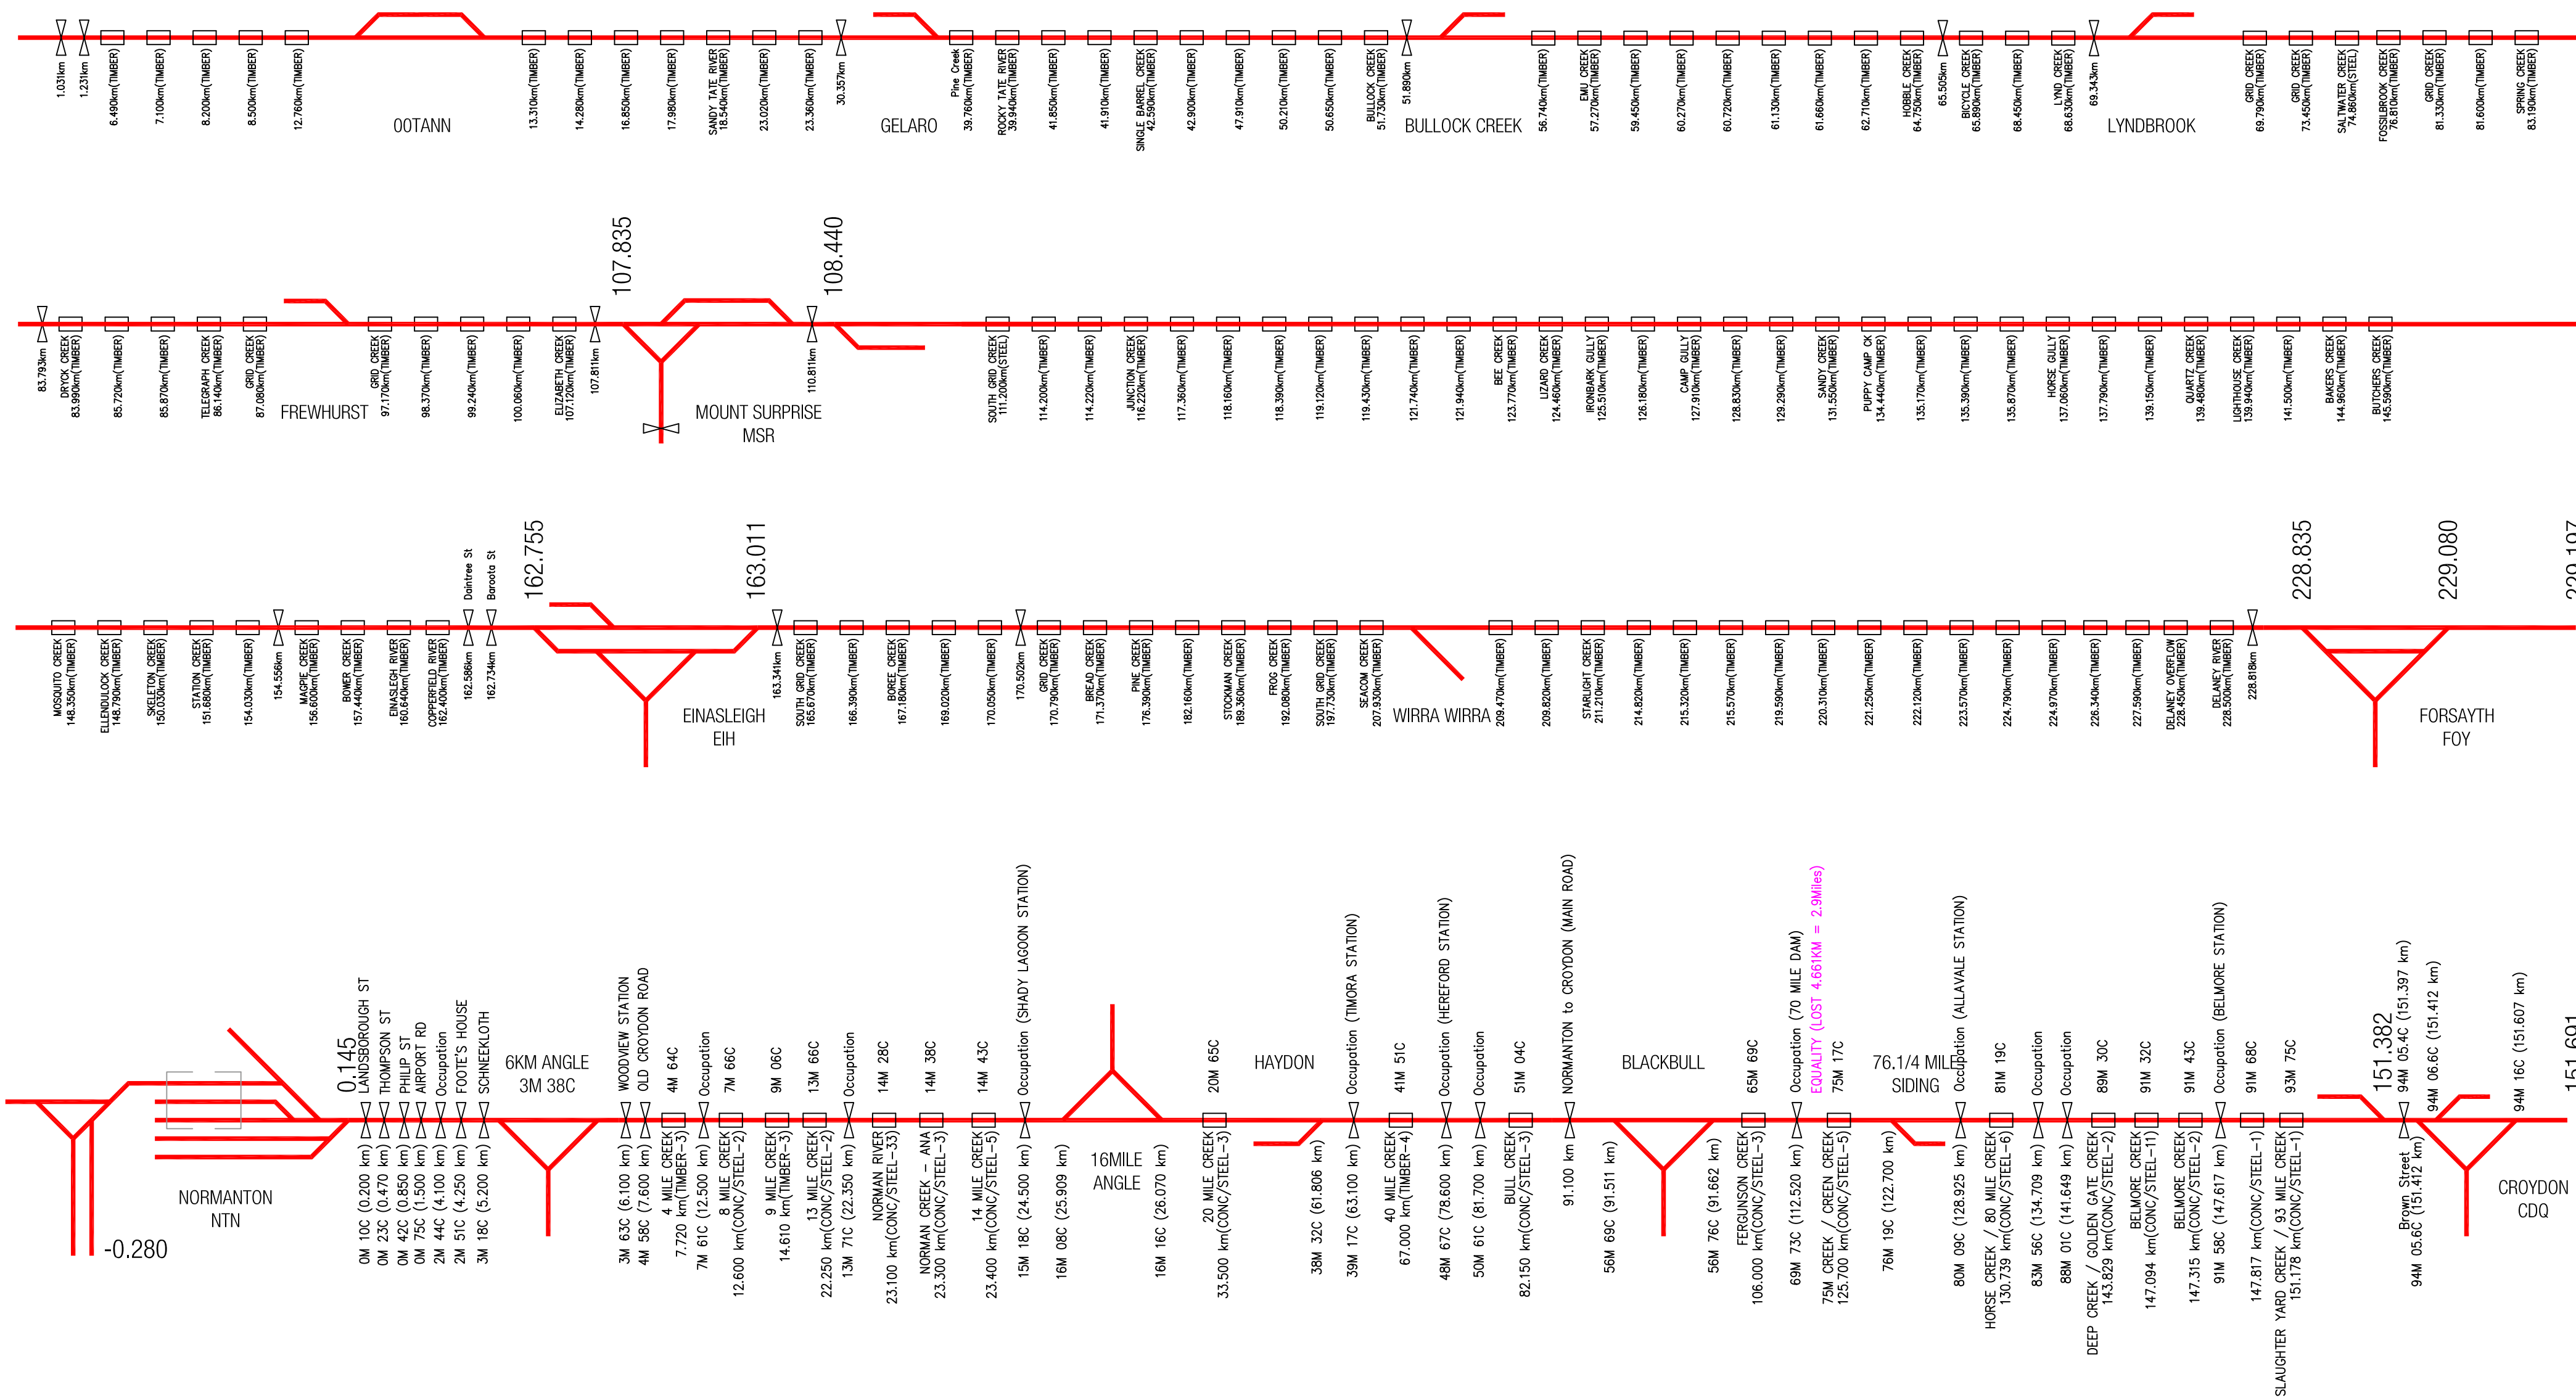 1.031km
1.231km
6.490km(TIMBER)
7.100km(TIMBER)
8.200km(TIMBER)
8.500km(TIMBER)
12.760km(TIMBER)
OOTANN
13.310km(TIMBER)
14.280km(TIMBER)
16.850km(TIMBER)
17.980km(TIMBER)
SANDY TATE RIVER
18.540km(TIMBER)
23.020km(TIMBER)
23.360km(TIMBER)
30.357km
GELARO
Pine Creek
39.760km(TIMBER)
ROCKY TATE RIVER
39.940km(TIMBER)
41.850km(TIMBER)
41.910km(TIMBER)
SINGLE BARREL CREEK
42.590km(TIMBER)
42.900km(TIMBER)
47.910km(TIMBER)
50.210km(TIMBER)
50.650km(TIMBER)
BULLOCK CREEK
51.730km(TIMBER)
51.890km
BULLOCK CREEK
56.740km(TIMBER)
EMU CREEK
57.270km(TIMBER)
59.450km(TIMBER)
60.270km(TIMBER)
60.720km(TIMBER)
61.130km(TIMBER)
61.660km(TIMBER)
62.710km(TIMBER)
HOBBLE CREEK
64.750km(TIMBER)
65.505km
BICYCLE CREEK
65.890km(TIMBER)
68.450km(TIMBER)
LYND CREEK
68.630km(TIMBER)
69.343km
LYNDBROOK
GRID CREEK
69.790km(TIMBER)
GRID CREEK
73.450km(TIMBER)
SALTWATER CREEK
74.860km(STEEL)
FOSSILBROOK CREEK
76.810km(TIMBER)
GRID CREEK
81.330km(TIMBER)
81.600km(TIMBER)
SPRING CREEK
83.190km(TIMBER)
83.793km
DRYCK CREEK
83.990km(TIMBER)
85.720km(TIMBER)
85.870km(TIMBER)
TELEGRAPH CREEK
86.140km(TIMBER)
GRID CREEK
87.080km(TIMBER)
FREWHURST
GRID CREEK
97.170km(TIMBER)
98.370km(TIMBER)
99.240km(TIMBER)
100.060km(TIMBER)
ELIZABETH CREEK
107.120km(TIMBER)
107.811km
107.835
MOUNT SURPRISE
MSR
108.440
110.811km
SOUTH GRID CREEK
111.200km(STEEL)
114.200km(TIMBER)
114.220km(TIMBER)
JUNCTION CREEK
116.220km(TIMBER)
117.360km(TIMBER)
118.160km(TIMBER)
118.390km(TIMBER)
119.120km(TIMBER)
119.430km(TIMBER)
121.740km(TIMBER)
121.940km(TIMBER)
BEE CREEK
123.770km(TIMBER)
LIZARD CREEK
124.460km(TIMBER)
IRONBARK GULLY
125.510km(TIMBER)
126.180km(TIMBER)
CAMP GULLY
127.910km(TIMBER)
128.830km(TIMBER)
129.290km(TIMBER)
SANDY CREEK
131.550km(TIMBER)
PUPPY CAMP CK
134.440km(TIMBER)
135.170km(TIMBER)
135.390km(TIMBER)
135.870km(TIMBER)
HORSE GULLY
137.060km(TIMBER)
137.790km(TIMBER)
139.150km(TIMBER)
QUARTZ CREEK
139.480km(TIMBER)
LIGHTHOUSE CREEK
139.940km(TIMBER)
141.500km(TIMBER)
BAKERS CREEK
144.960km(TIMBER)
BUTCHERS CREEK
145.590km(TIMBER)
MOSQUITO CREEK
148.350km(TIMBER)
ELLENDULOCK CREEK
148.790km(TIMBER)
SKELETON CREEK
150.030km(TIMBER)
STATION CREEK
151.680km(TIMBER)
154.030km(TIMBER)
154.556km
MAGPIE CREEK
156.600km(TIMBER)
BOWER CREEK
157.440km(TIMBER)
EINASLEGH RIVER
160.640km(TIMBER)
COPPERFIELD RIVER
162.400km(TIMBER)
Daintree St
162.586km
Baroota St
162.734km
162.755
EINASLEIGH
EIH
163.011
163.341km
SOUTH GRID CREEK
165.670km(TIMBER)
166.390km(TIMBER)
BOREE CREEK
167.180km(TIMBER)
169.020km(TIMBER)
170.050km(TIMBER)
170.502km
GRID CREEK
170.790km(TIMBER)
BREAD CREEK
171.370km(TIMBER)
PINE CREEK
176.390km(TIMBER)
182.160km(TIMBER)
STOCKMAN CREEK
189.360km(TIMBER)
FROG CREEK
192.080km(TIMBER)
SOUTH GRID CREEK
197.730km(TIMBER)
SEACOM CREEK
207.930km(TIMBER)
WIRRA WIRRA
209.470km(TIMBER)
209.820km(TIMBER)
STARLIGHT CREEK
211.210km(TIMBER)
214.820km(TIMBER)
215.320km(TIMBER)
215.570km(TIMBER)
219.590km(TIMBER)
220.310km(TIMBER)
221.250km(TIMBER)
222.120km(TIMBER)
223.570km(TIMBER)
224.790km(TIMBER)
224.970km(TIMBER)
226.340km(TIMBER)
227.590km(TIMBER)
DELANEY OVERFLOW
228.450km(TIMBER)
DELANEY RIVER
228.500km(TIMBER)
228.818km
228.835
229.080
229.197
FORSAYTH
FOY
NORMANTON
NTN
-0.280
0.145
LANDSBOROUGH ST
0M 10C (0.200 km)
THOMPSON ST
0M 23C (0.470 km)
PHILIP ST
0M 42C (0.850 km)
AIRPORT RD
0M 75C (1.500 km)
Occupation
2M 44C (4.100 km)
FOOTE'S HOUSE
2M 51C (4.250 km)
SCHNEEKLOTH
3M 18C (5.200 km)
6KM ANGLE
3M 38C
WOODVIEW STATION
3M 63C (6.100 km)
OLD CROYDON ROAD
4M 58C (7.600 km)
4M 64C
4 MILE CREEK
7.720 km(TIMBER-3)
Occupation
7M 61C (12.500 km)
7M 66C
8 MILE CREEK
12.600 km(CONC/STEEL-2)
9M 06C
9 MILE CREEK
14.610 km(TIMBER-3)
13M 66C
13 MILE CREEK
22.250 km(CONC/STEEL-2)
Occupation
13M 71C (22.350 km)
14M 28C
NORMAN RIVER
23.100 km(CONC/STEEL-33)
14M 38C
NORMAN CREEK - ANA
23.300 km(CONC/STEEL-3)
14M 43C
14 MILE CREEK
23.400 km(CONC/STEEL-5)
Occupation (SHADY LAGOON STATION)
15M 18C (24.500 km)
16M 08C (25.909 km)
16MILE
ANGLE
16M 16C (26.070 km)
20M 65C
20 MILE CREEK
33.500 km(CONC/STEEL-3)
HAYDON
38M 32C (61.806 km)
Occupation (TIMORA STATION)
39M 17C (63.100 km)
41M 51C
40 MILE CREEK
67.000 km(TIMBER-4)
Occupation (HEREFORD STATION)
48M 67C (78.600 km)
Occupation
50M 61C (81.700 km)
51M 04C
BULL CREEK
82.150 km(CONC/STEEL-3)
NORMANTON to CROYDON (MAIN ROAD)
91.100 km
56M 69C (91.511 km)
BLACKBULL
56M 76C (91.662 km)
65M 69C
FERGUNSON CREEK
106.000 km(CONC/STEEL-3)
Occupation (70 MILE DAM)
69M 73C (112.520 km)
EQUALITY (LOST 4.661KM = 2.9Miles)
75M 17C
75M CREEK / CREEN CREEK
125.700 km(CONC/STEEL-5)
76.1/4 MILE
SIDING
76M 19C (122.700 km)
Occupation (ALLAVALE STATION)
80M 09C (128.925 km)
81M 19C
HORSE CREEK / 80 MILE CREEK
130.739 km(CONC/STEEL-6)
Occupation
83M 56C (134.709 km)
Occupation
88M 01C (141.649 km)
89M 30C
DEEP CREEK / GOLDEN GATE CREEK
143.829 km(CONC/STEEL-2)
91M 32C
BELMORE CREEK
147.094 km(CONC/STEEL-11)
91M 43C
BELMORE CREEK
147.315 km(CONC/STEEL-2)
Occupation (BELMORE STATION)
91M 58C (147.617 km)
91M 68C
147.817 km(CONC/STEEL-1)
93M 75C
SLAUGHTER YARD CREEK / 93 MILE CREEK
151.178 km(CONC/STEEL-1)
151.382
94M 05.4C (151.397 km)
Brown Street
94M 05.6C (151.412 km)
94M 06.6C (151.412 km)
94M 16C (151.607 km)
151.691
CROYDON
CDQ